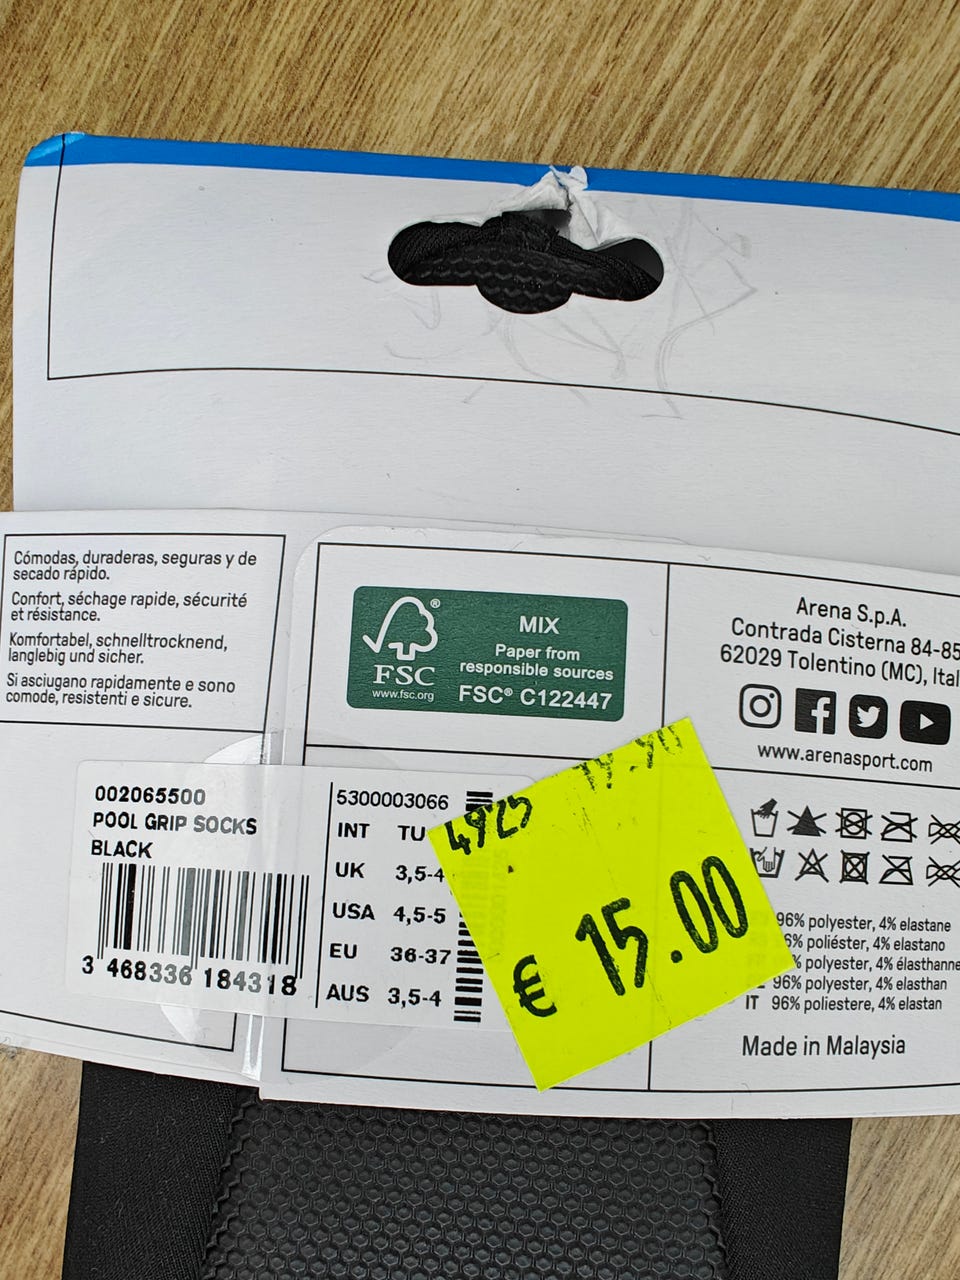 Cómodas, duraderas, seguras y de
secado rápido.
Confort, séchage rapide, sécurité
et résistance.
Komfortabel, schnelltrocknend,
langlebig und sicher.
Si asciugano rapidamente e sono
comode, resistenti e sicure.
FSC®
www.fsc.org
MIX
Paper from
responsible sources
FSC® C122447
Arena S.p.A.
Contrada Cisterna 84-85
62029 Tolentino (MC), Ital
www.arenasport.com
002065500
POOL GRIP SOCKS
BLACK
3 468336 184318
5300003066
INT TU
UK 3,5-4
USA 4,5-5
EU 36-37
AUS 3,5-4
€ 15.00
96% polyester, 4% elastane
6% poliéster, 4% elastano
% polyester, 4% élasthanne
96% polyester, 4% elasthan
IT 96% poliestere, 4% elastan
Made in Malaysia